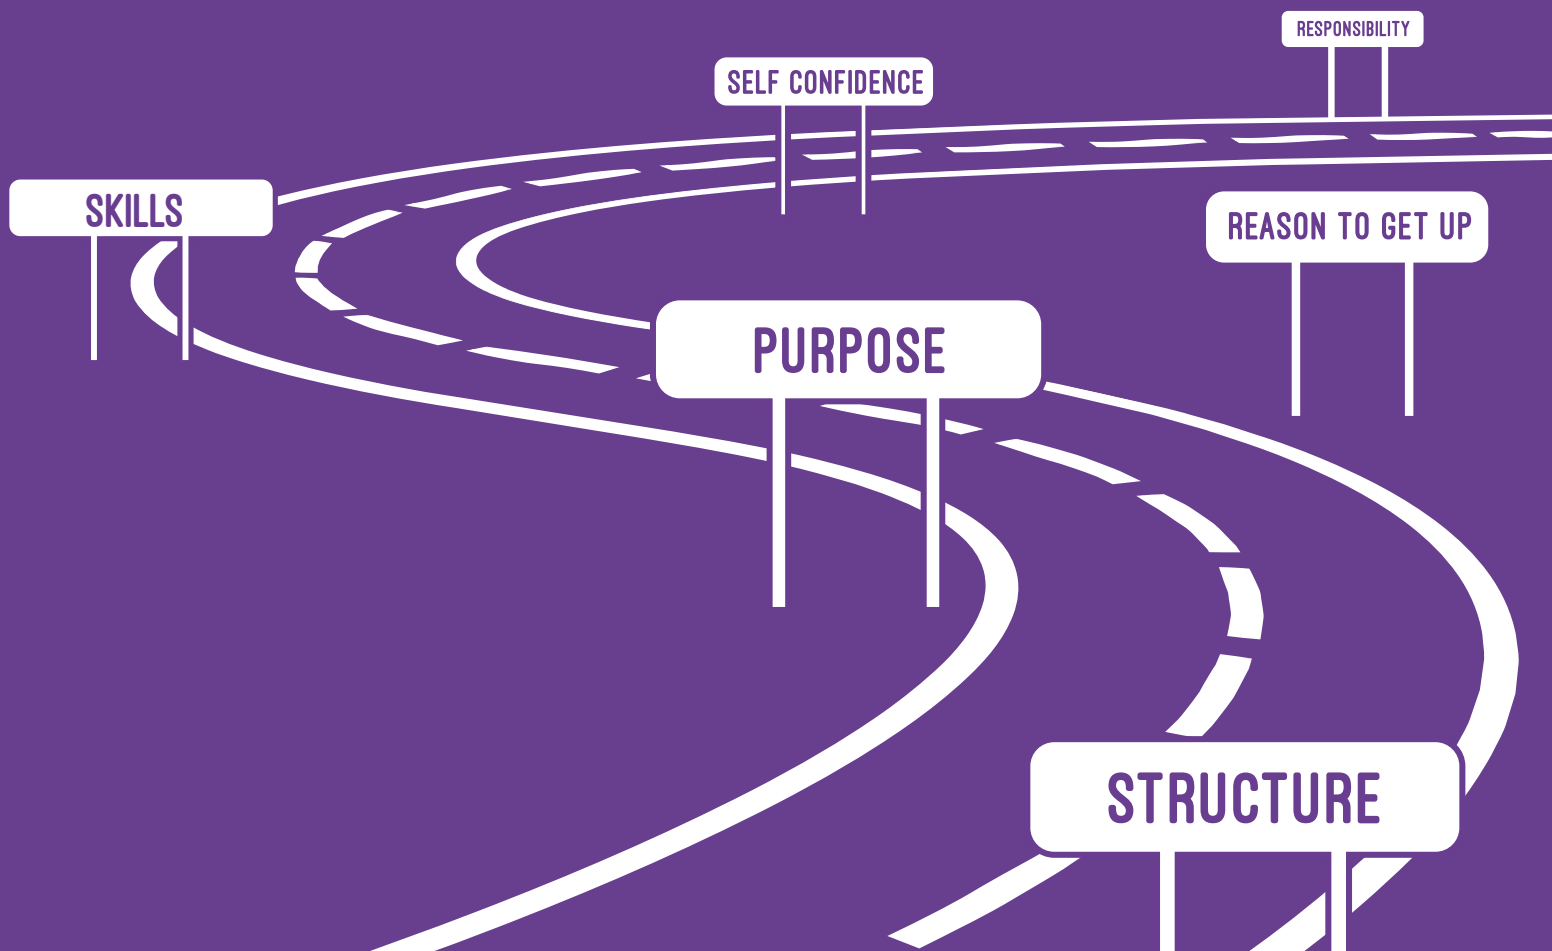 RESPONSIBILITY
SELF CONFIDENCE
SKILLS
REASON TO GET UP
PURPOSE
STRUCTURE